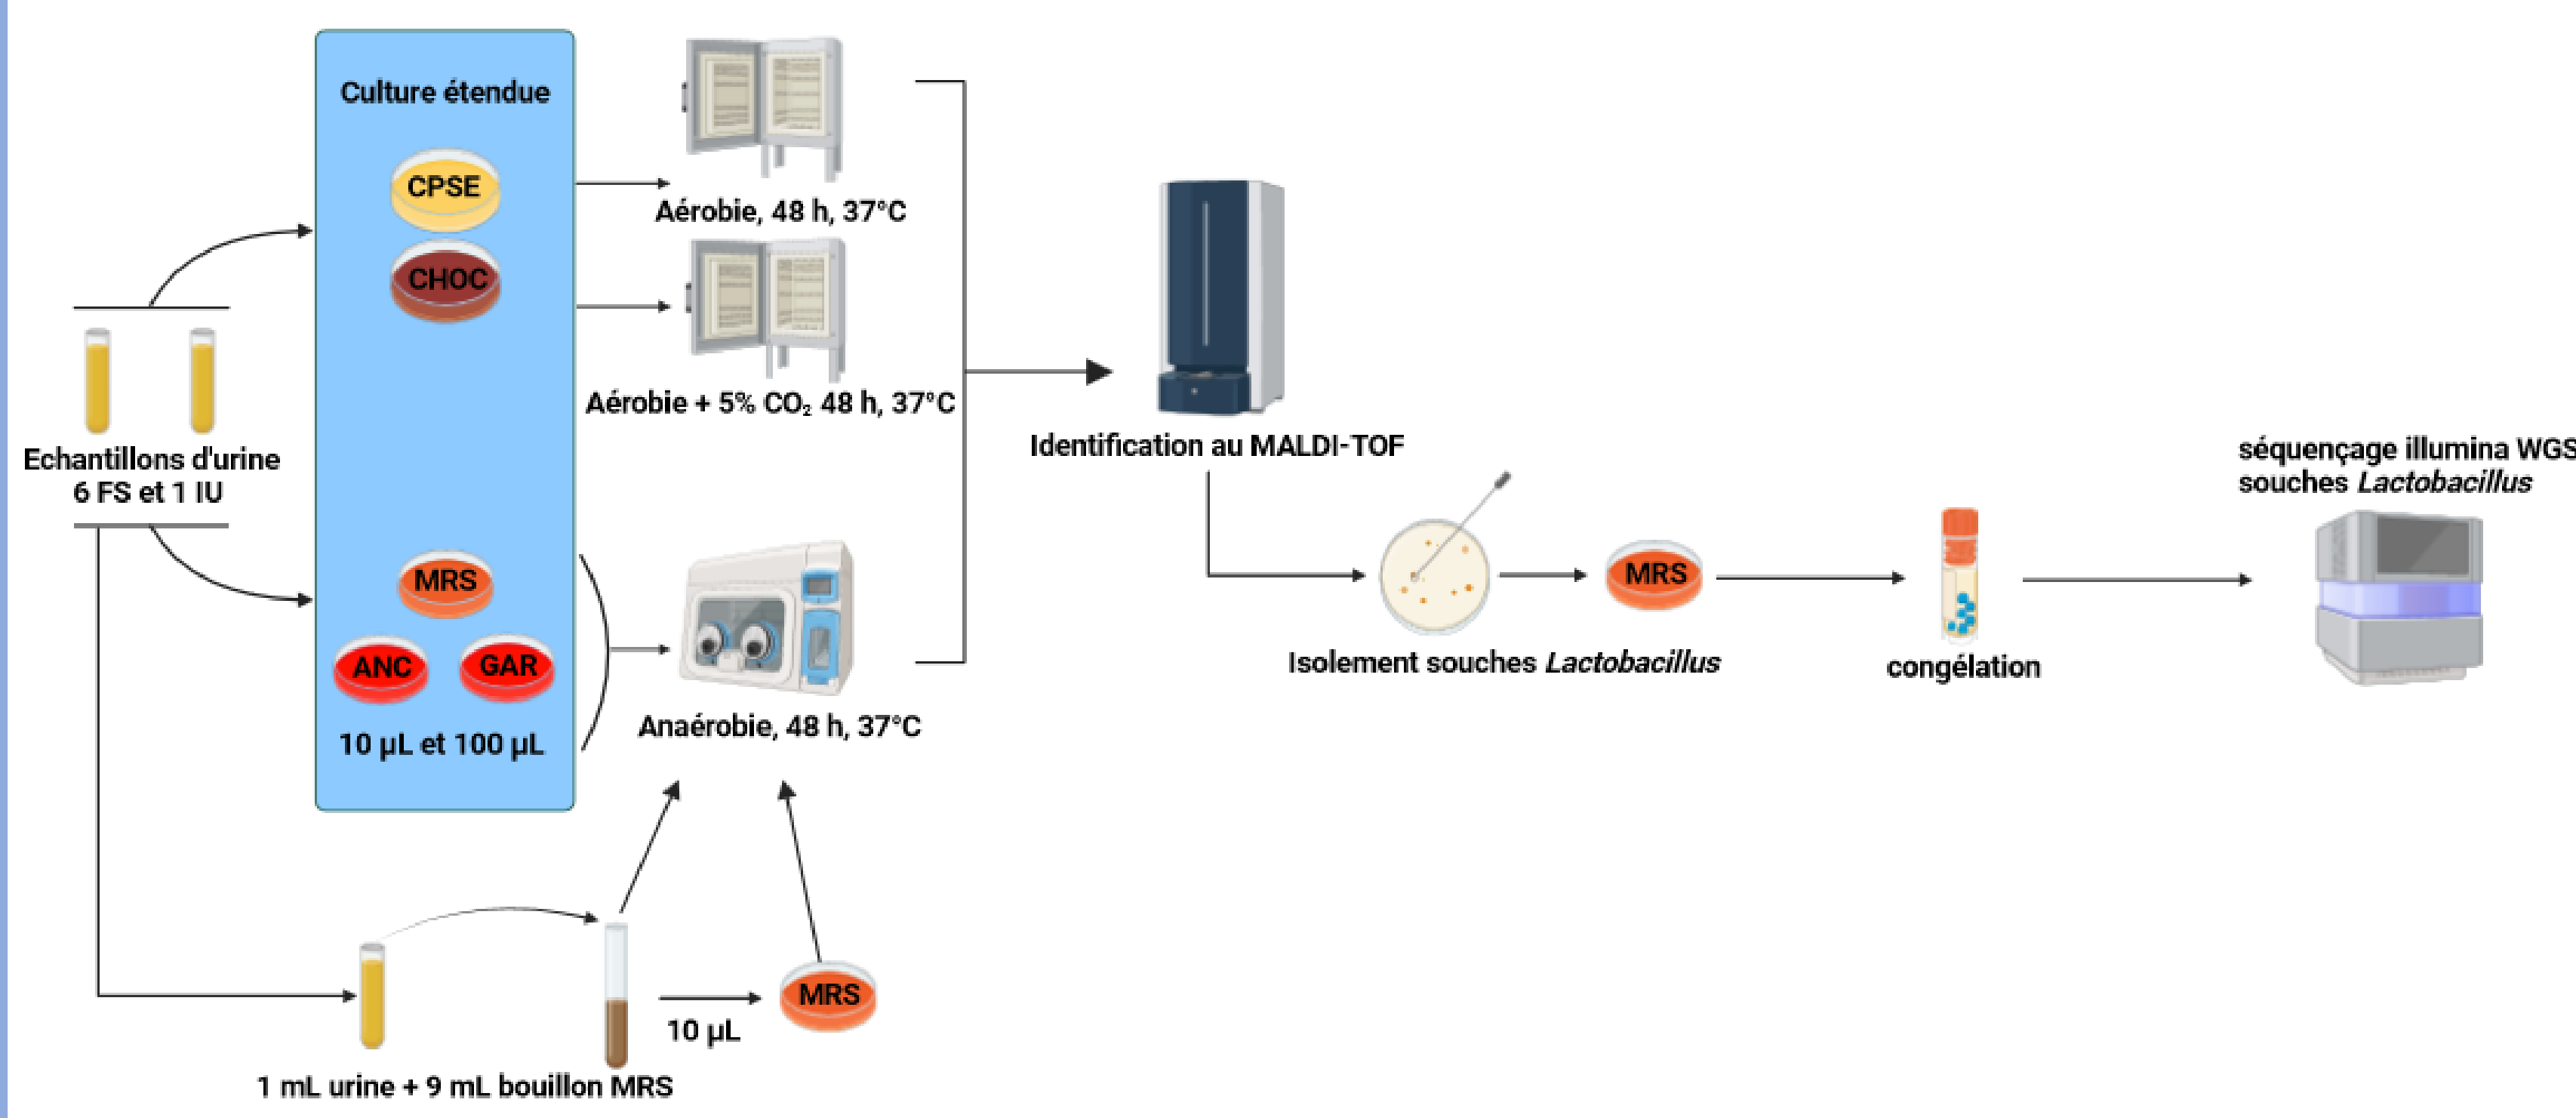 Culture étendue
CPSE
CHOC
Aérobie, 48 h, 37°C
Aérobie + 5% CO₂ 48 h, 37°C
Echantillons d'urine
6 FS et 1 IU
MRS
ANC
GAR
10 µL et 100 µL
Anaérobie, 48 h, 37°C
1 mL urine + 9 mL bouillon MRS
10 µL
MRS
Identification au MALDI-TOF
MRS
Isolement souches Lactobacillus
congélation
séquençage illumina WGS
souches Lactobacillus